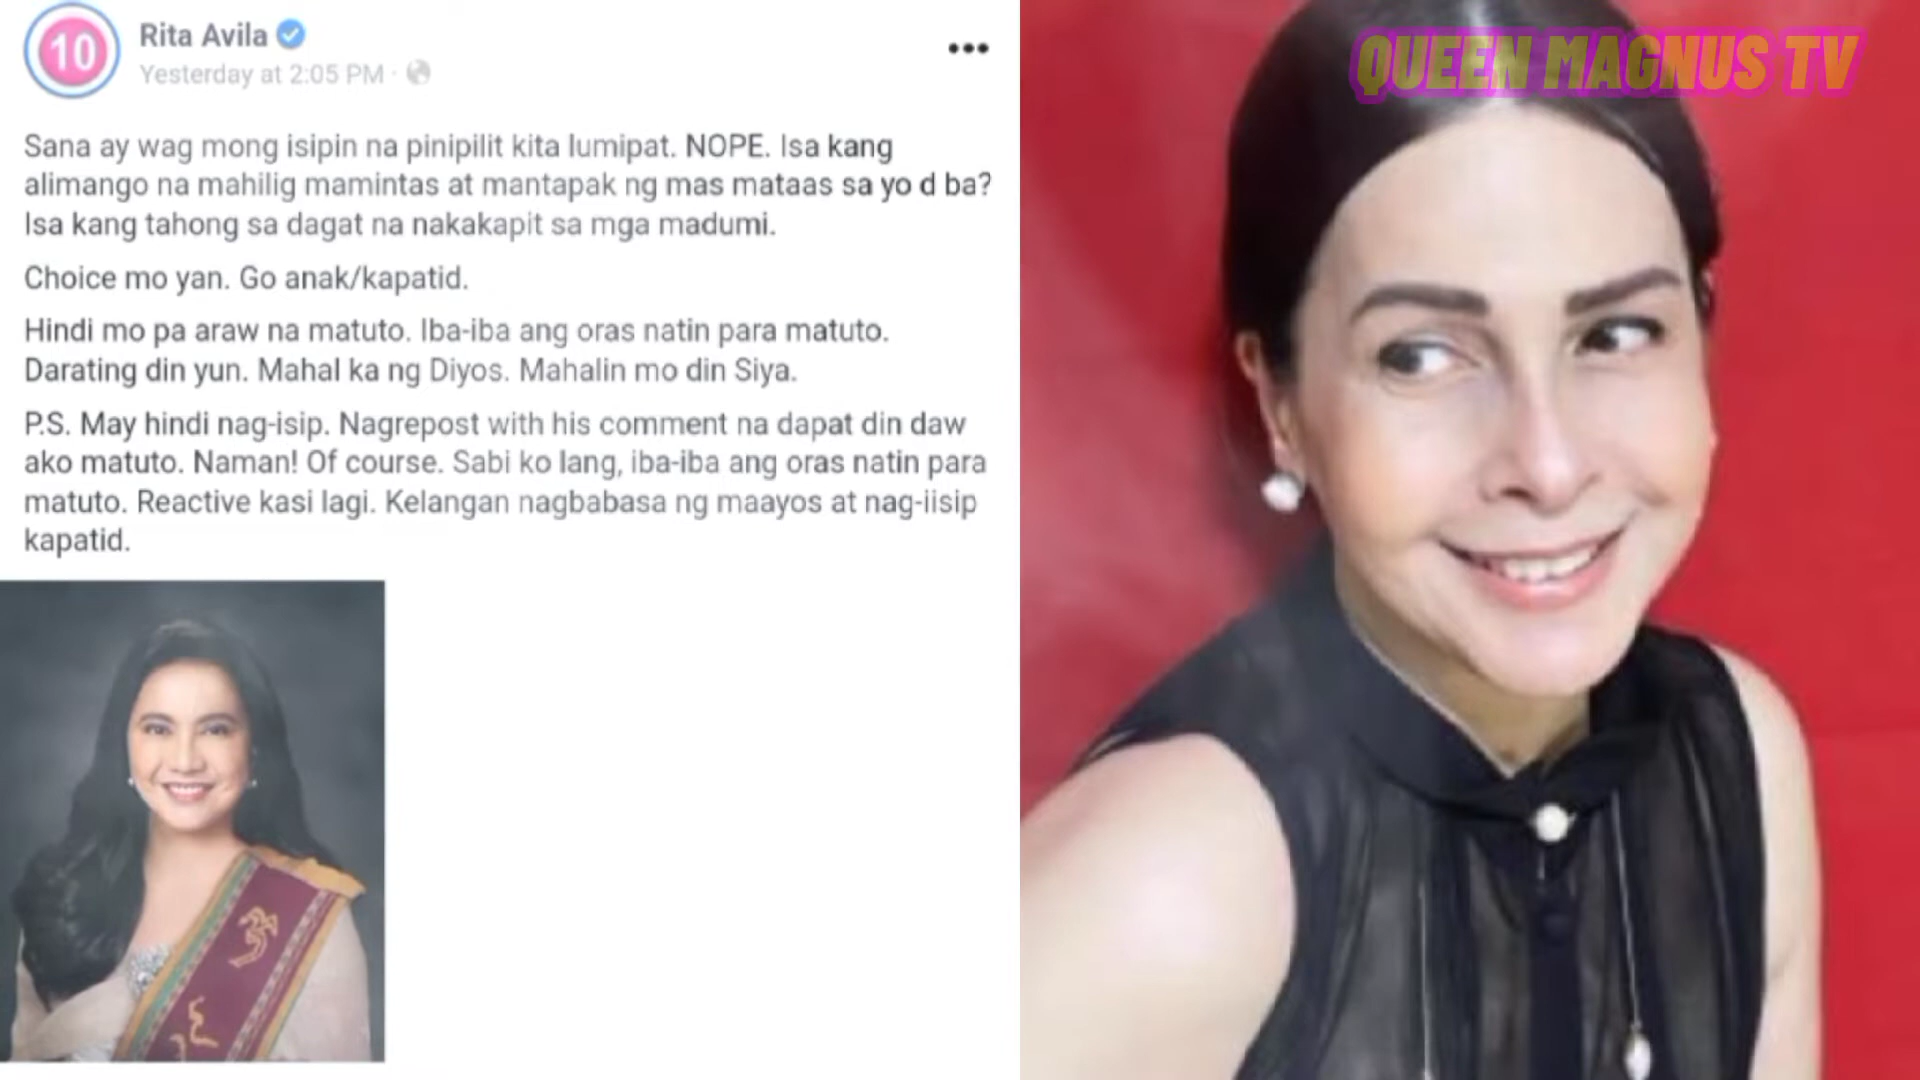 10
Rita Avila
Yesterday at 2:05 PM ·
Sana ay wag mong isipin na pinipilit kita lumipat. NOPE. Isa kang
alimango na mahilig mamintas at mantapak ng mas mataas sa yo d ba?
Isa kang tahong sa dagat na nakakapit sa mga madumi.
Choice mo yan. Go anak/kapatid.
Hindi mo pa araw na matuto. Iba-iba ang oras natin para matuto.
Darating din yun. Mahal ka ng Diyos. Mahalin mo din Siya.
P.S. May hindi nag-isip. Nagrepost with his comment na dapat din daw
ako matuto. Naman! Of course. Sabi ko lang, iba-iba ang oras natin para
matuto. Reactive kasi lagi. Kelangan nagbabasa ng maayos at nag-iisip
kapatid.
QUEEN MAGNUS TV